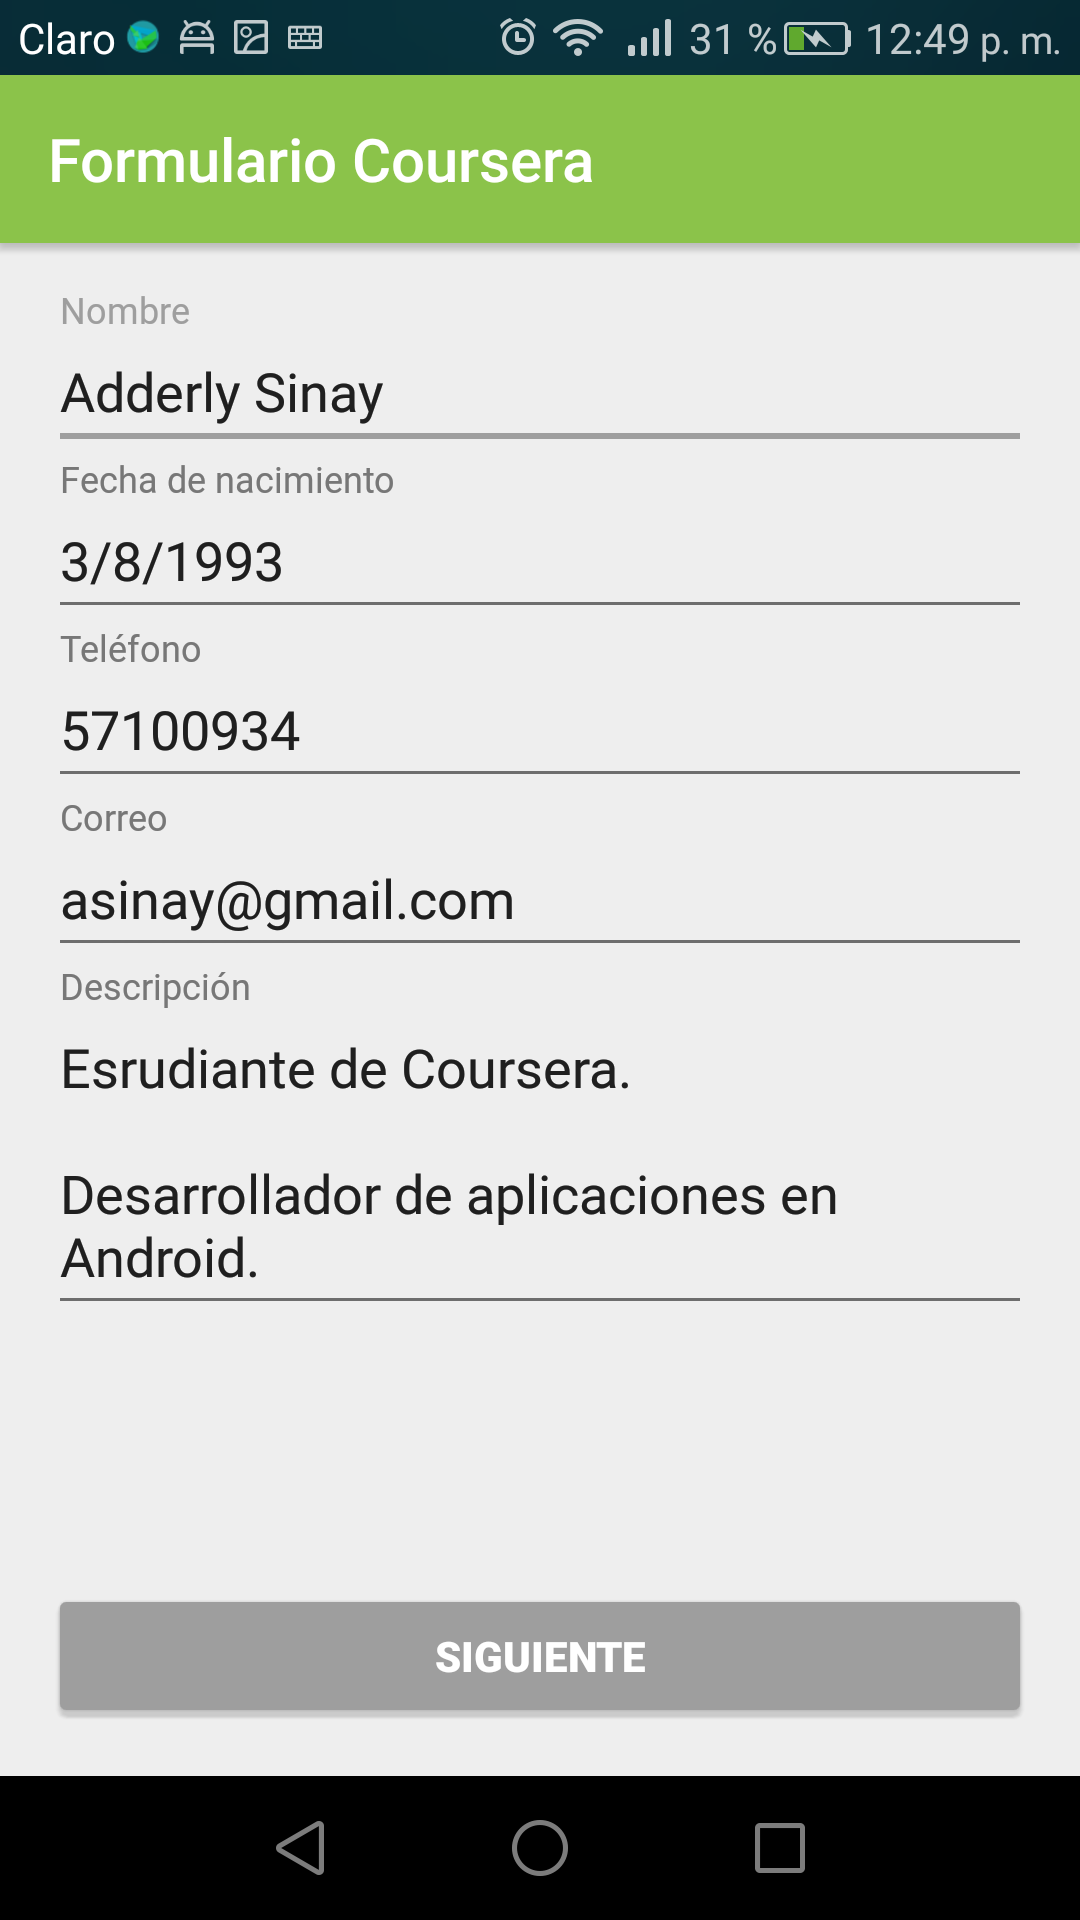 Claro 31 % 12:49 p. m.
Formulario Coursera
Nombre
Adderly Sinay
Fecha de nacimiento
3/8/1993
Teléfono
57100934
Correo
asinay@gmail.com
Descripción
Esrudiante de Coursera.
Desarrollador de aplicaciones en
Android.
SIGUIENTE